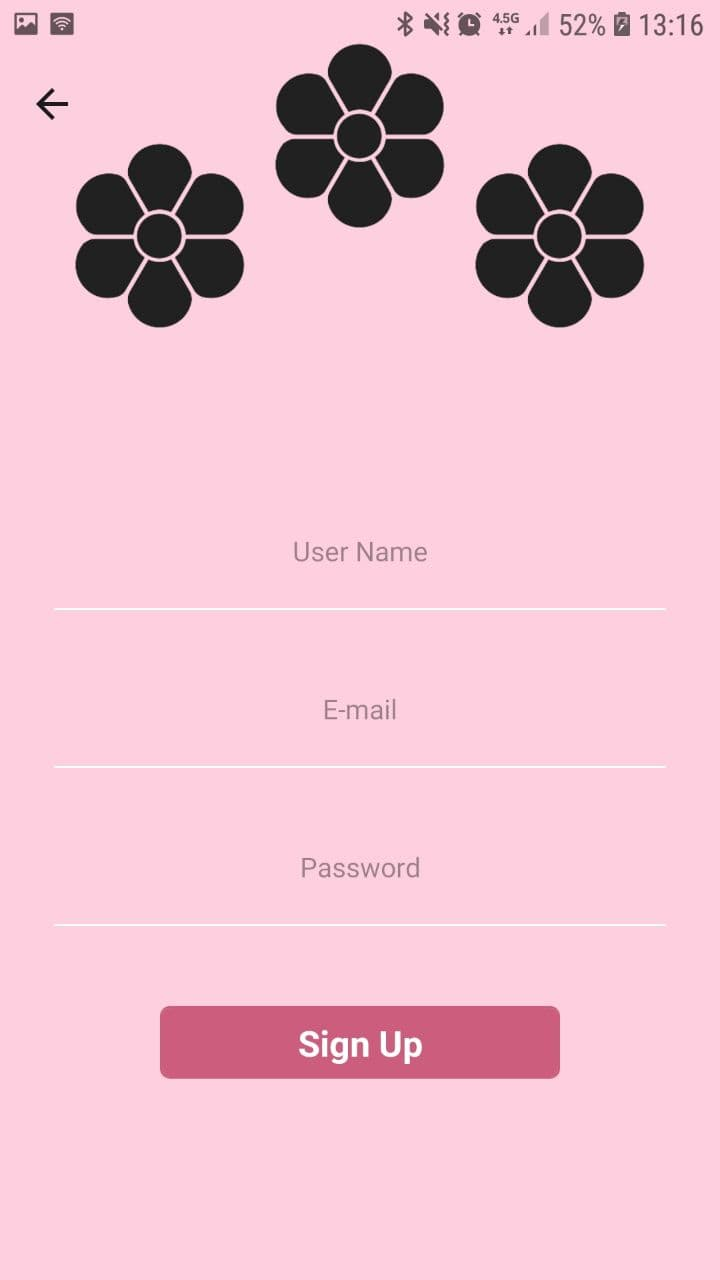 4.5G 52% 13:16
User Name
E-mail
Password
Sign Up